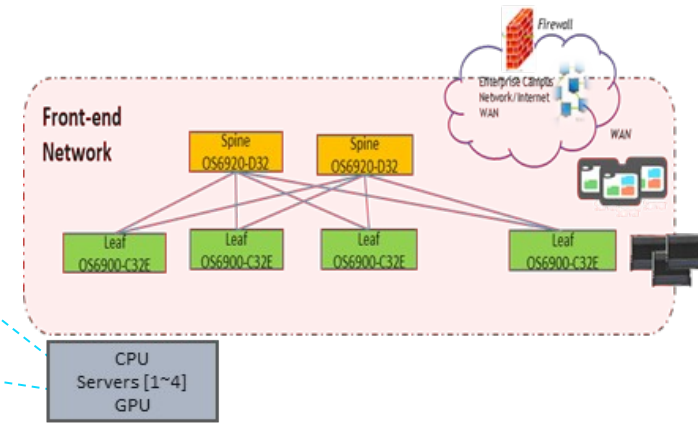 Firewall
Enterprise Campus
Network/Internet
WAN
WAN
Front-end
Network
Spine
OS6920-D32
Spine
OS6920-D32
Leaf
OS6900-C32E
Leaf
OS6900-C32E
Leaf
OS6900-C32E
Leaf
OS6900-C32E
CPU
Servers [1~4]
GPU